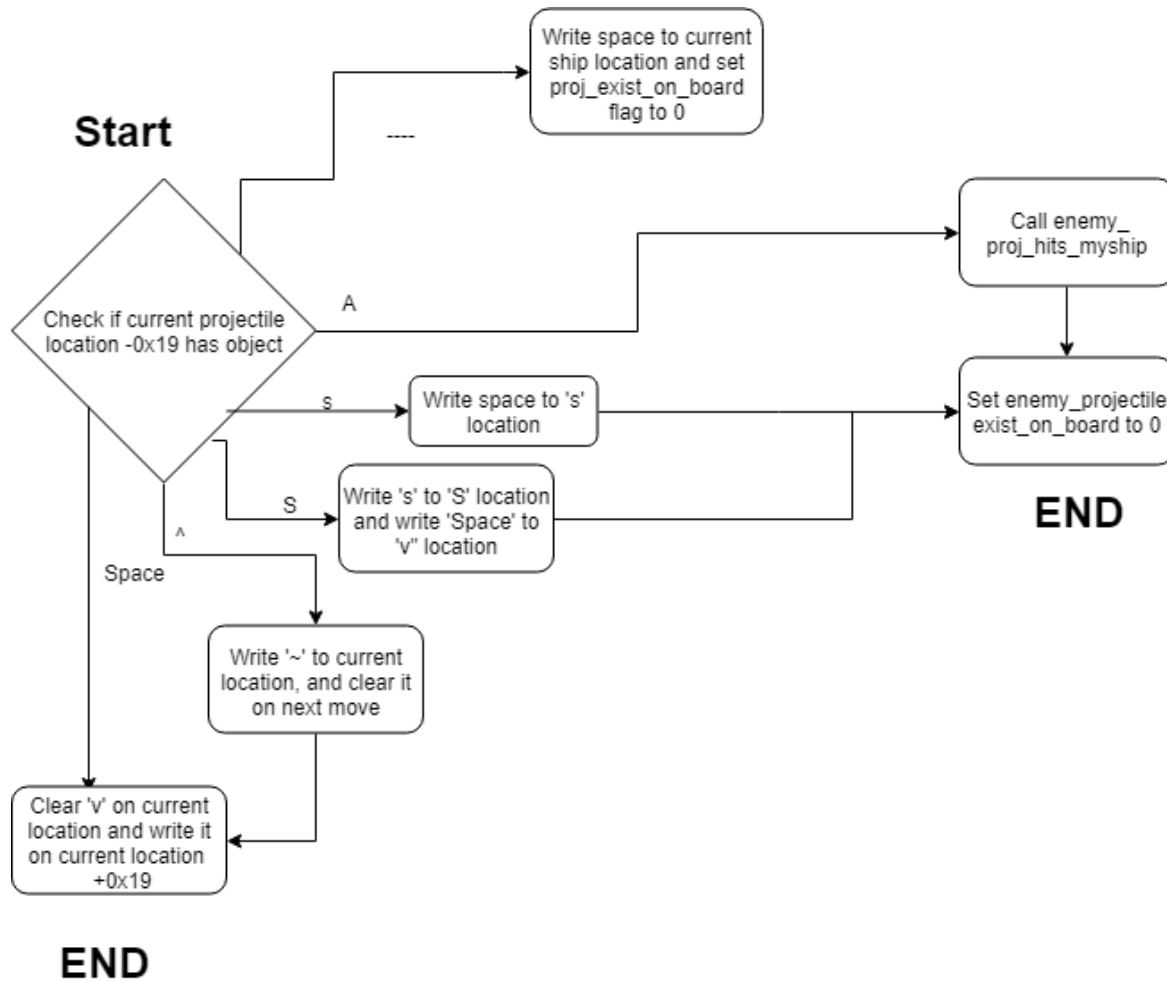 Write space to current
ship location and set
proj_exist_on_board
flag to 0
Start
----
Call enemy_
proj_hits_myship
A
Check if current projectile
location -0x19 has object
s
Write space to 's'
location
Set enemy_projectile
exist_on_board to 0
S
Write 's' to 'S' location
and write 'Space' to
'v" location
END
^
Space
Write '~' to current
location, and clear it
on next move
Clear 'v' on current
location and write it
on current location
+0x19
END